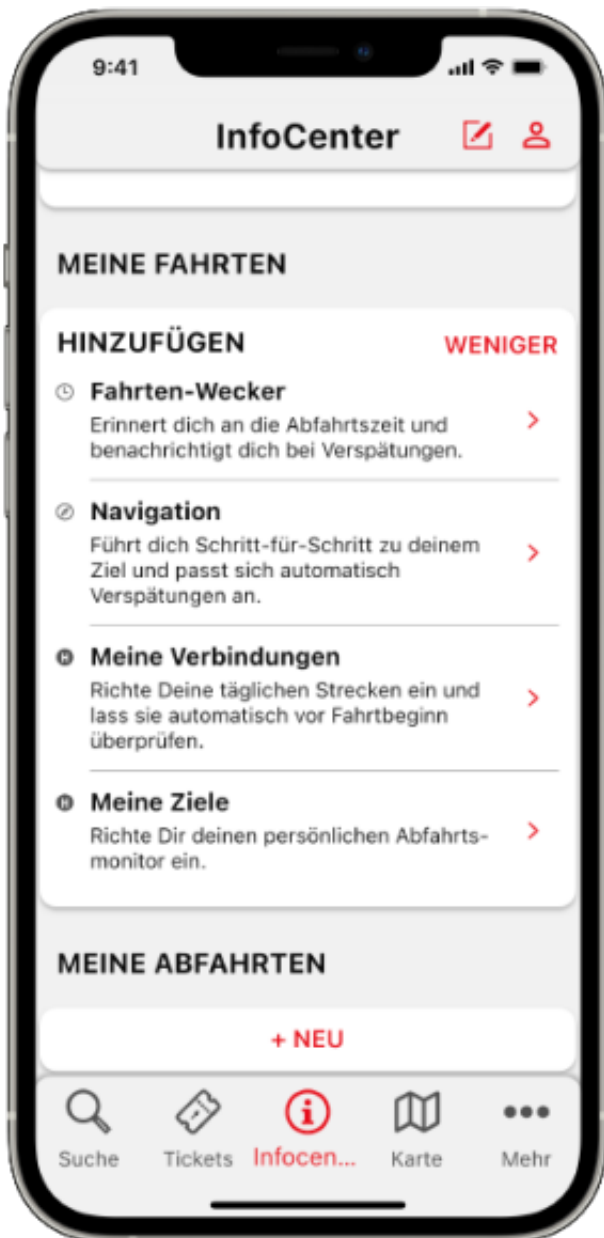 9:41
InfoCenter
MEINE FAHRTEN
HINZUFÜGEN
WENIGER
Fahrten-Wecker
Erinnert dich an die Abfahrtszeit und
benachrichtigt dich bei Verspätungen.
Navigation
Führt dich Schritt-für-Schritt zu deinem
Ziel und passt sich automatisch
Verspätungen an.
Meine Verbindungen
Richte Deine täglichen Strecken ein und
lass sie automatisch vor Fahrtbeginn
überprüfen.
Meine Ziele
Richte Dir deinen persönlichen Abfahrts-
monitor ein.
MEINE ABFAHRTEN
+ NEU
Suche
Tickets
Infocen...
Karte
Mehr